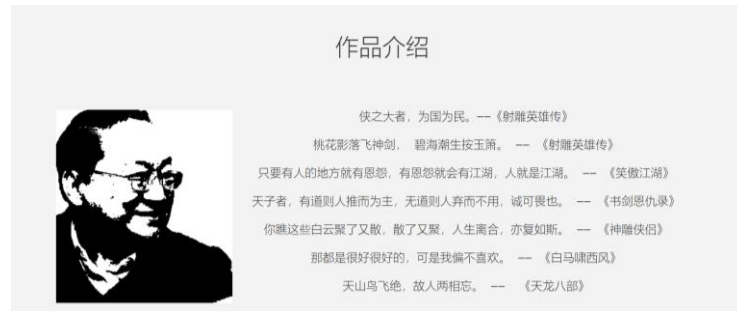 作品介绍
侠之大者，为国为民。——《射雕英雄传》
桃花影落飞神剑， 碧海潮生按玉箫。 —— 《射雕英雄传》
只要有人的地方就有恩怨，有恩怨就会有江湖，人就是江湖。 —— 《笑傲江湖》
天子者，有道则人推而为主，无道则人弃而不用，诚可畏也。 —— 《书剑恩仇录》
你瞧这些白云聚了又散，散了又聚，人生离合，亦复如斯。 —— 《神雕侠侣》
那都是很好很好的，可是我偏不喜欢。 —— 《白马啸西风》
天山鸟飞绝，故人两相忘。 —— 《天龙八部》